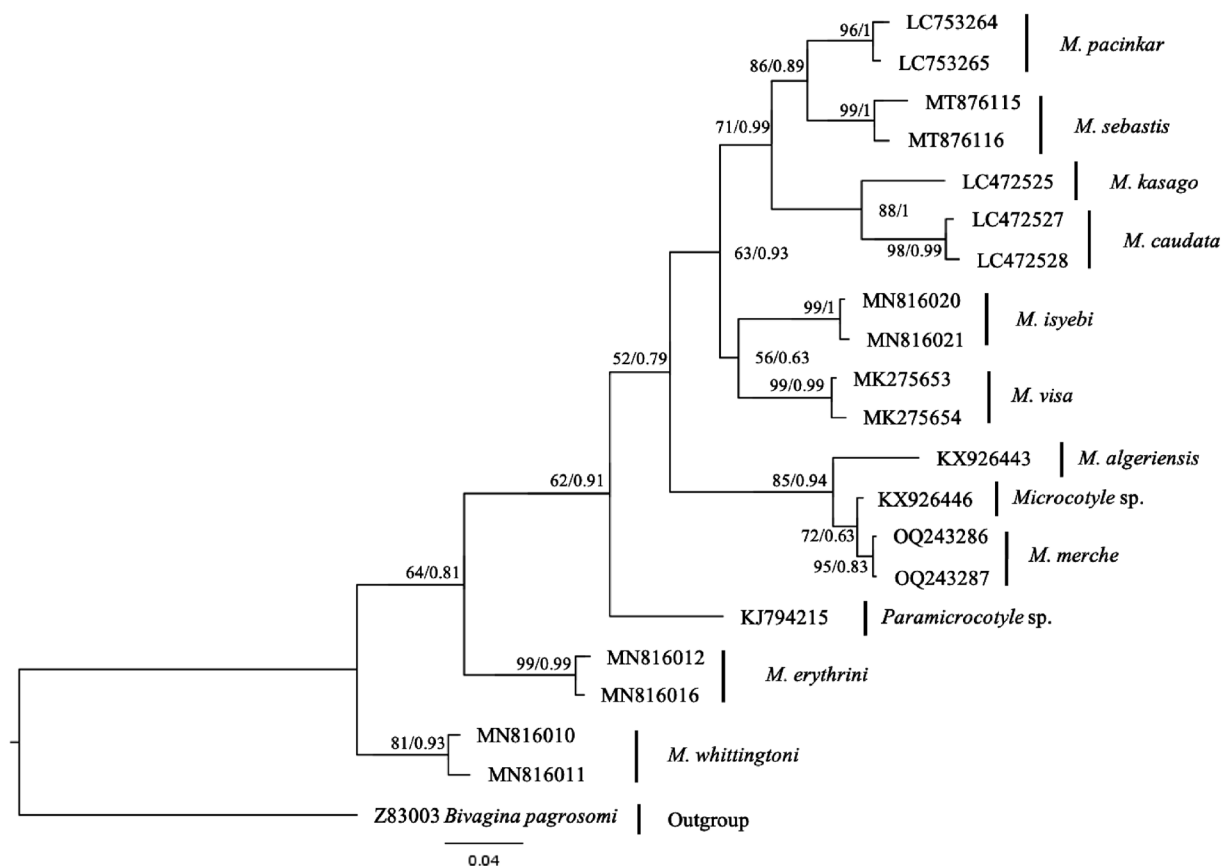 LC753264
96/1
M. pacinkar
LC753265
86/0.89
MT876115
99/1
M. sebastis
71/0.99
MT876116
LC472525
M. kasago
88/1
LC472527
M. caudata
98/0.99
LC472528
63/0.93
MN816020
99/1
M. isyebi
MN816021
52/0.79
56/0.63
MK275653
99/0.99
M. visa
MK275654
KX926443
M. algeriensis
62/0.91
85/0.94
KX926446
Microcotyle sp.
72/0.63
OQ243286
M. merche
95/0.83
OQ243287
64/0.81
KJ794215
Paramicrocotyle sp.
MN816012
99/0.99
M. erythrini
MN816016
MN816010
81/0.93
M. whittingtoni
MN816011
Z83003 Bivagina pagrosomi
Outgroup
0.04